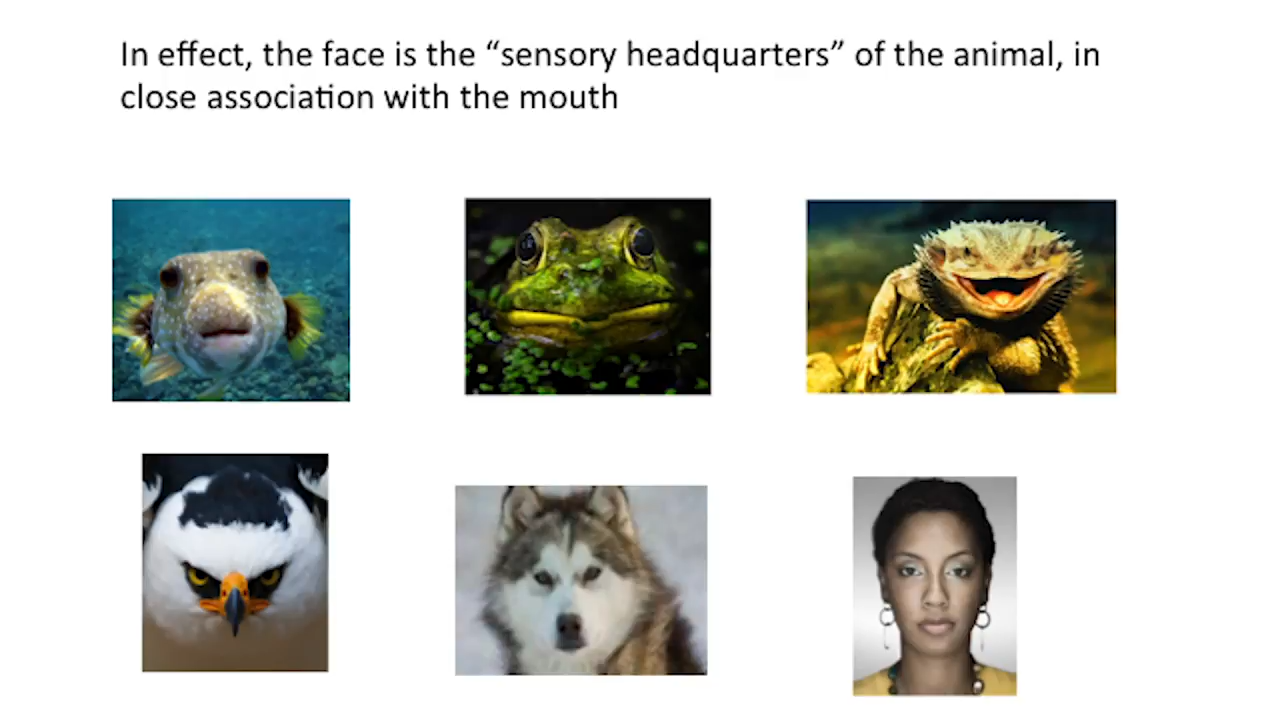 In effect, the face is the “sensory headquarters” of the animal, in
close association with the mouth